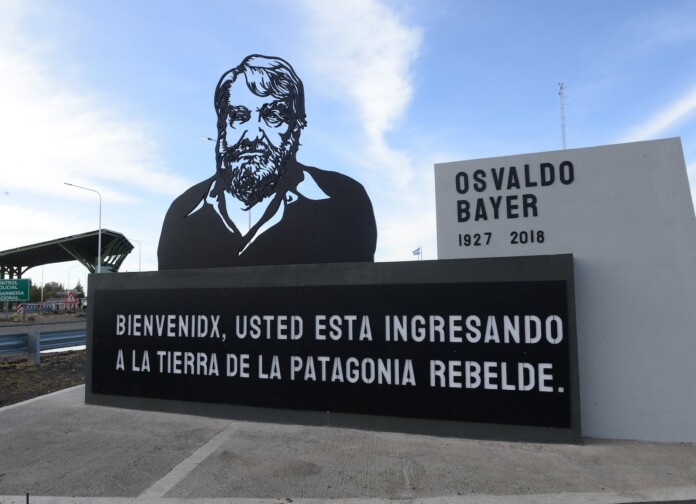 OSVALDO
BAYER
1927 2018
BIENVENIDX, USTED ESTA INGRESANDO
A LA TIERRA DE LA PATAGONIA REBELDE.